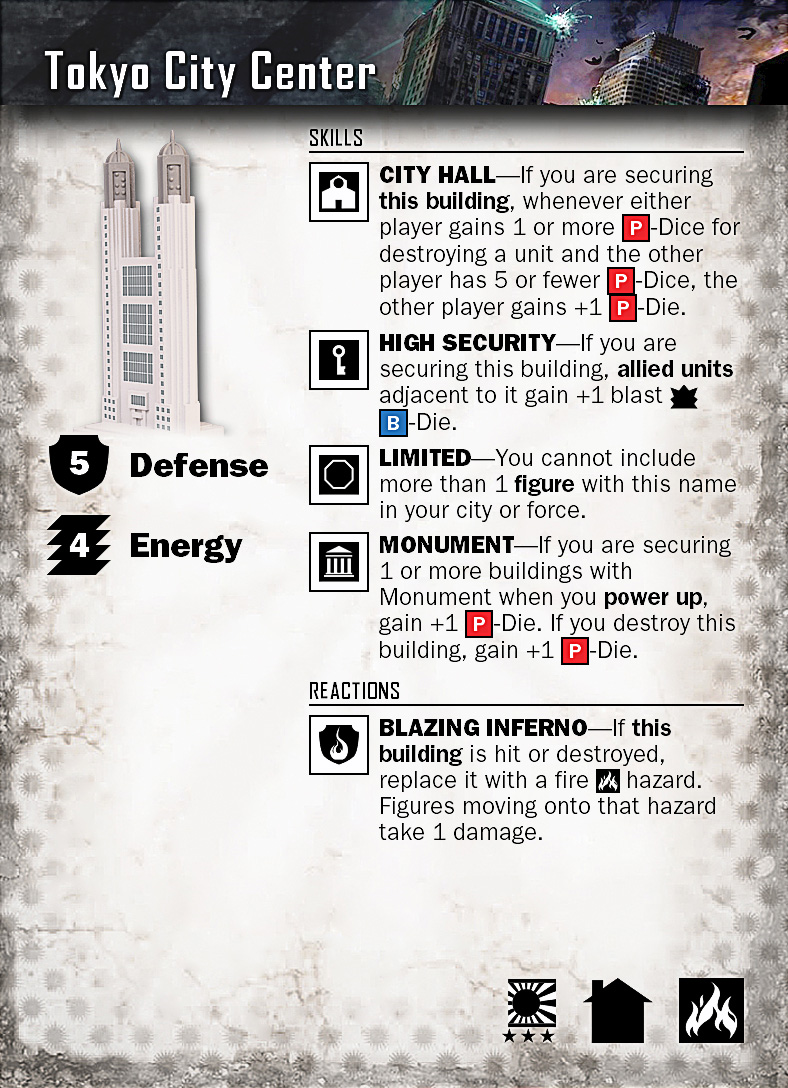 Tokyo City Center
SKILLS
CITY HALL—If you are securing
this building, whenever either
player gains 1 or more P-Dice for
destroying a unit and the other
player has 5 or fewer P-Dice, the
other player gains +1 P-Die.
HIGH SECURITY—If you are
securing this building, allied units
adjacent to it gain +1 blast
B-Die.
5 Defense
LIMITED—You cannot include
more than 1 figure with this name
in your city or force.
4 Energy
MONUMENT—If you are securing
1 or more buildings with
Monument when you power up,
gain +1 P-Die. If you destroy this
building, gain +1 P-Die.
REACTIONS
BLAZING INFERNO—If this
building is hit or destroyed,
replace it with a fire hazard.
Figures moving onto that hazard
take 1 damage.